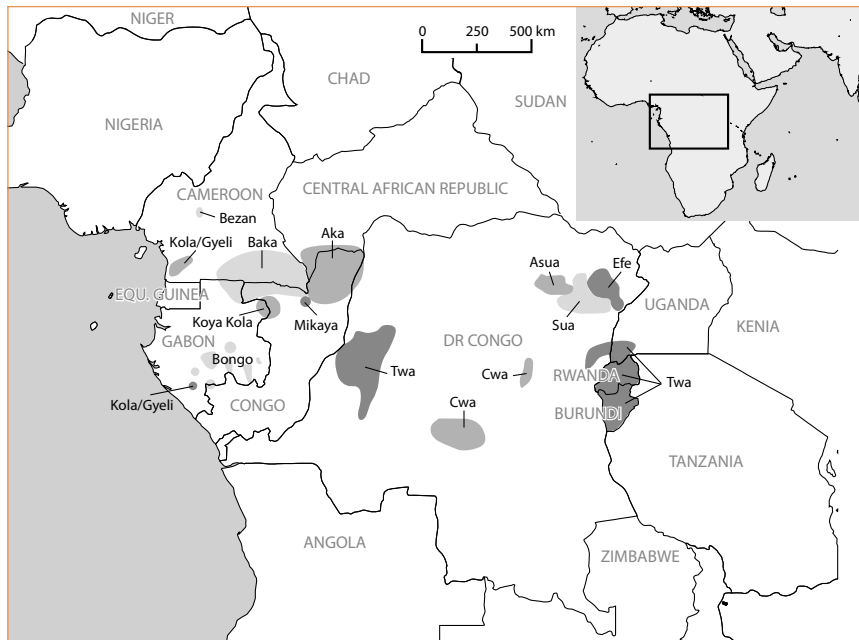 NIGER
0 250 500 km
CHAD
SUDAN
NIGERIA
CAMEROON
CENTRAL AFRICAN REPUBLIC
Bezan
Kola/Gyeli
Baka
Aka
Asua
Efe
EQU. GUINEA
UGANDA
Koya Kola
Mikaya
Sua
KENIA
GABON
DR CONGO
Bongo
Twa
Cwa
RWANDA
Twa
Kola/Gyeli
CONGO
Cwa
BURUNDI
TANZANIA
ANGOLA
ZIMBABWE